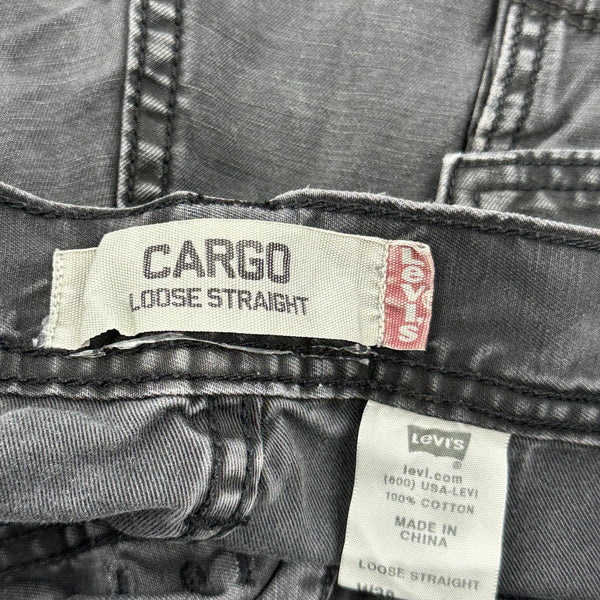 CARGO
LOOSE STRAIGHT
Levi's®
LEVI'S®
levi.com
(800) USA-LEVI
100% COTTON
MADE IN
CHINA
LOOSE STRAIGHT